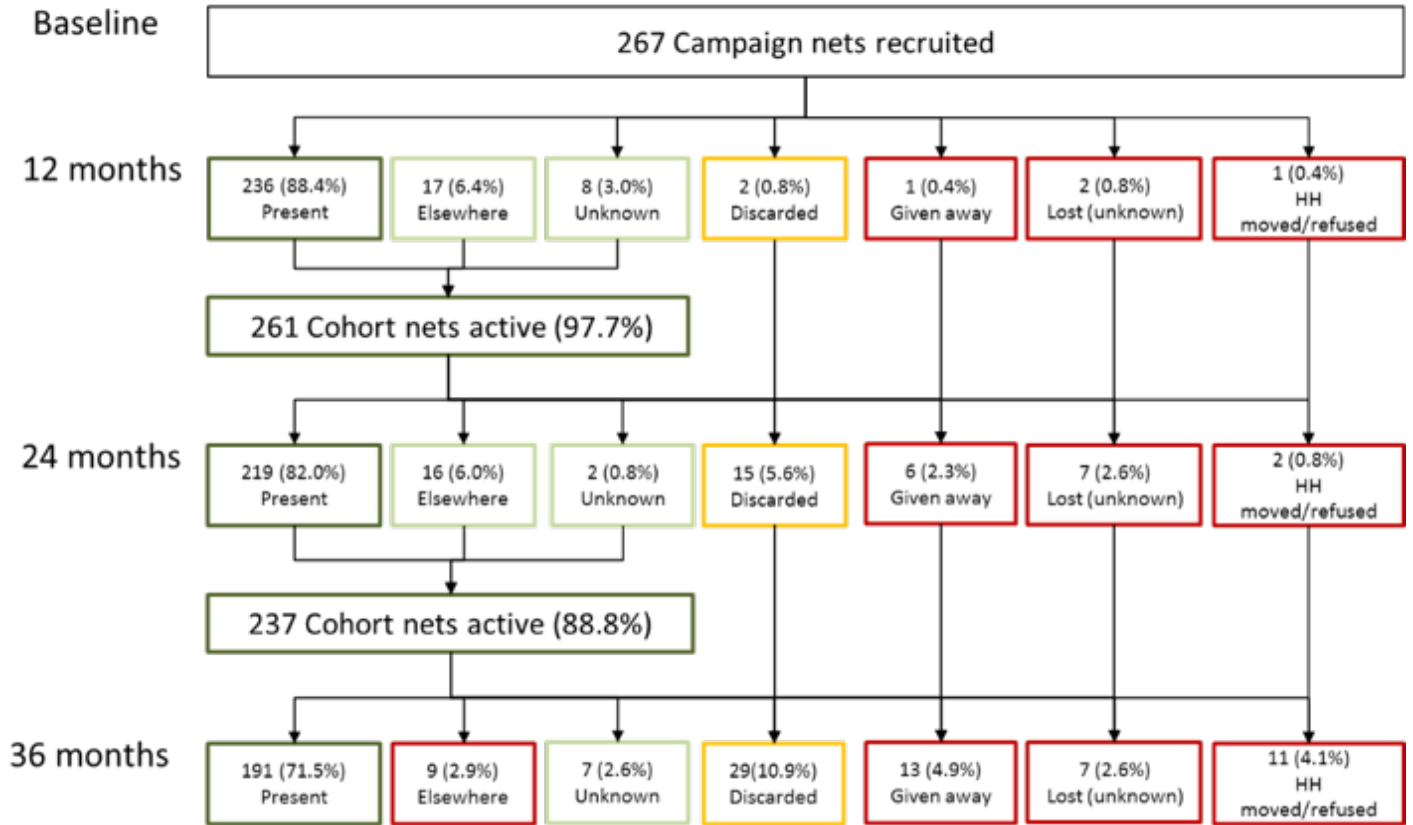 Baseline
267 Campaign nets recruited
12 months
236 (88.4%)
Present
17 (6.4%)
Elsewhere
8 (3.0%)
Unknown
2 (0.8%)
Discarded
1 (0.4%)
Given away
2 (0.8%)
Lost (unknown)
1 (0.4%)
HH
moved/refused
261 Cohort nets active (97.7%)
24 months
219 (82.0%)
Present
16 (6.0%)
Elsewhere
2 (0.8%)
Unknown
15 (5.6%)
Discarded
6 (2.3%)
Given away
7 (2.6%)
Lost (unknown)
2 (0.8%)
HH
moved/refused
237 Cohort nets active (88.8%)
36 months
191 (71.5%)
Present
9 (2.9%)
Elsewhere
7 (2.6%)
Unknown
29(10.9%)
Discarded
13 (4.9%)
Given away
7 (2.6%)
Lost (unknown)
11 (4.1%)
HH
moved/refused